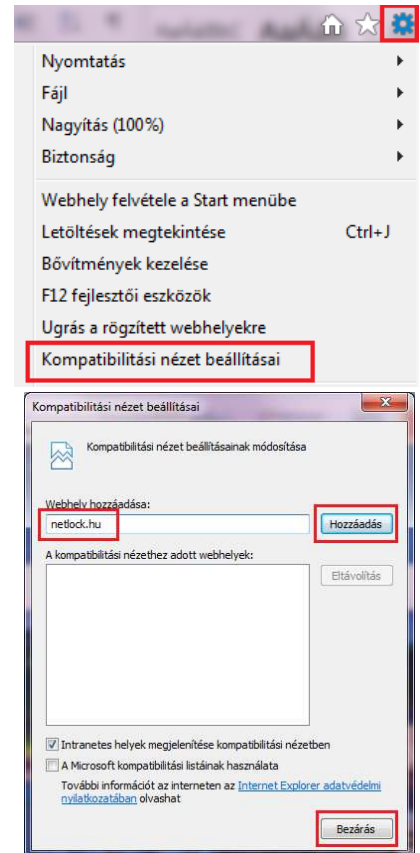 Nyomtatás
Fájl
Nagyítás (100%)
Biztonság
Webhely felvétele a Start menübe
Letöltések megtekintése Ctrl+J
Bővítmények kezelése
F12 fejlesztői eszközök
Ugrás a rögzített webhelyekre
Kompatibilitási nézet beállításai
Kompatibilitási nézet beállításai
Kompatibilitási nézet beállításainak módosítása
Webhely hozzáadása:
netlock.hu Hozzáadás
A kompatibilitási nézethez adott webhelyek:
Eltávolítás
Intranetes helyek megjelenítése kompatibilitási nézetben
A Microsoft kompatibilitási listáinak használata
További információt az interneten az Internet Explorer adatvédelmi
nyilatkozatában olvashat
Bezárás